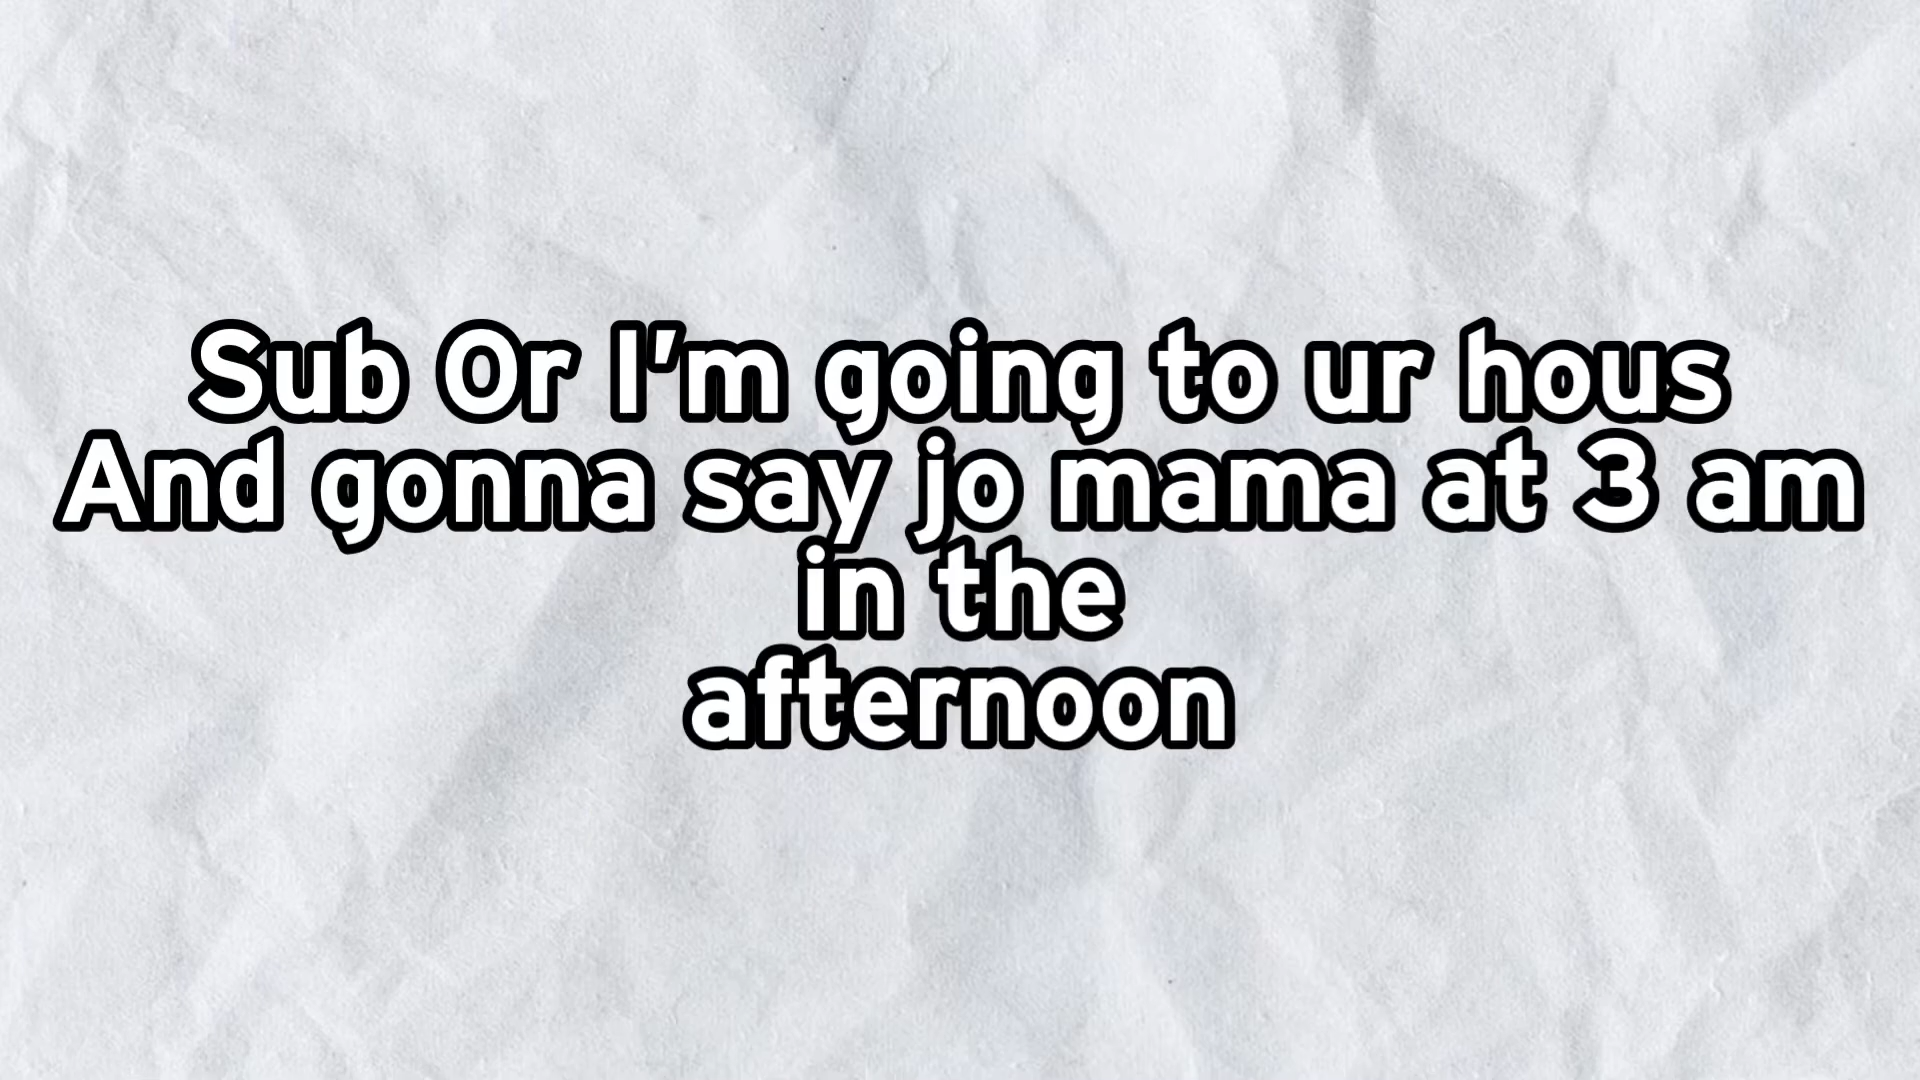 Sub Or I'm going to ur hous
And gonna say jo mama at 3 am
in the
afternoon